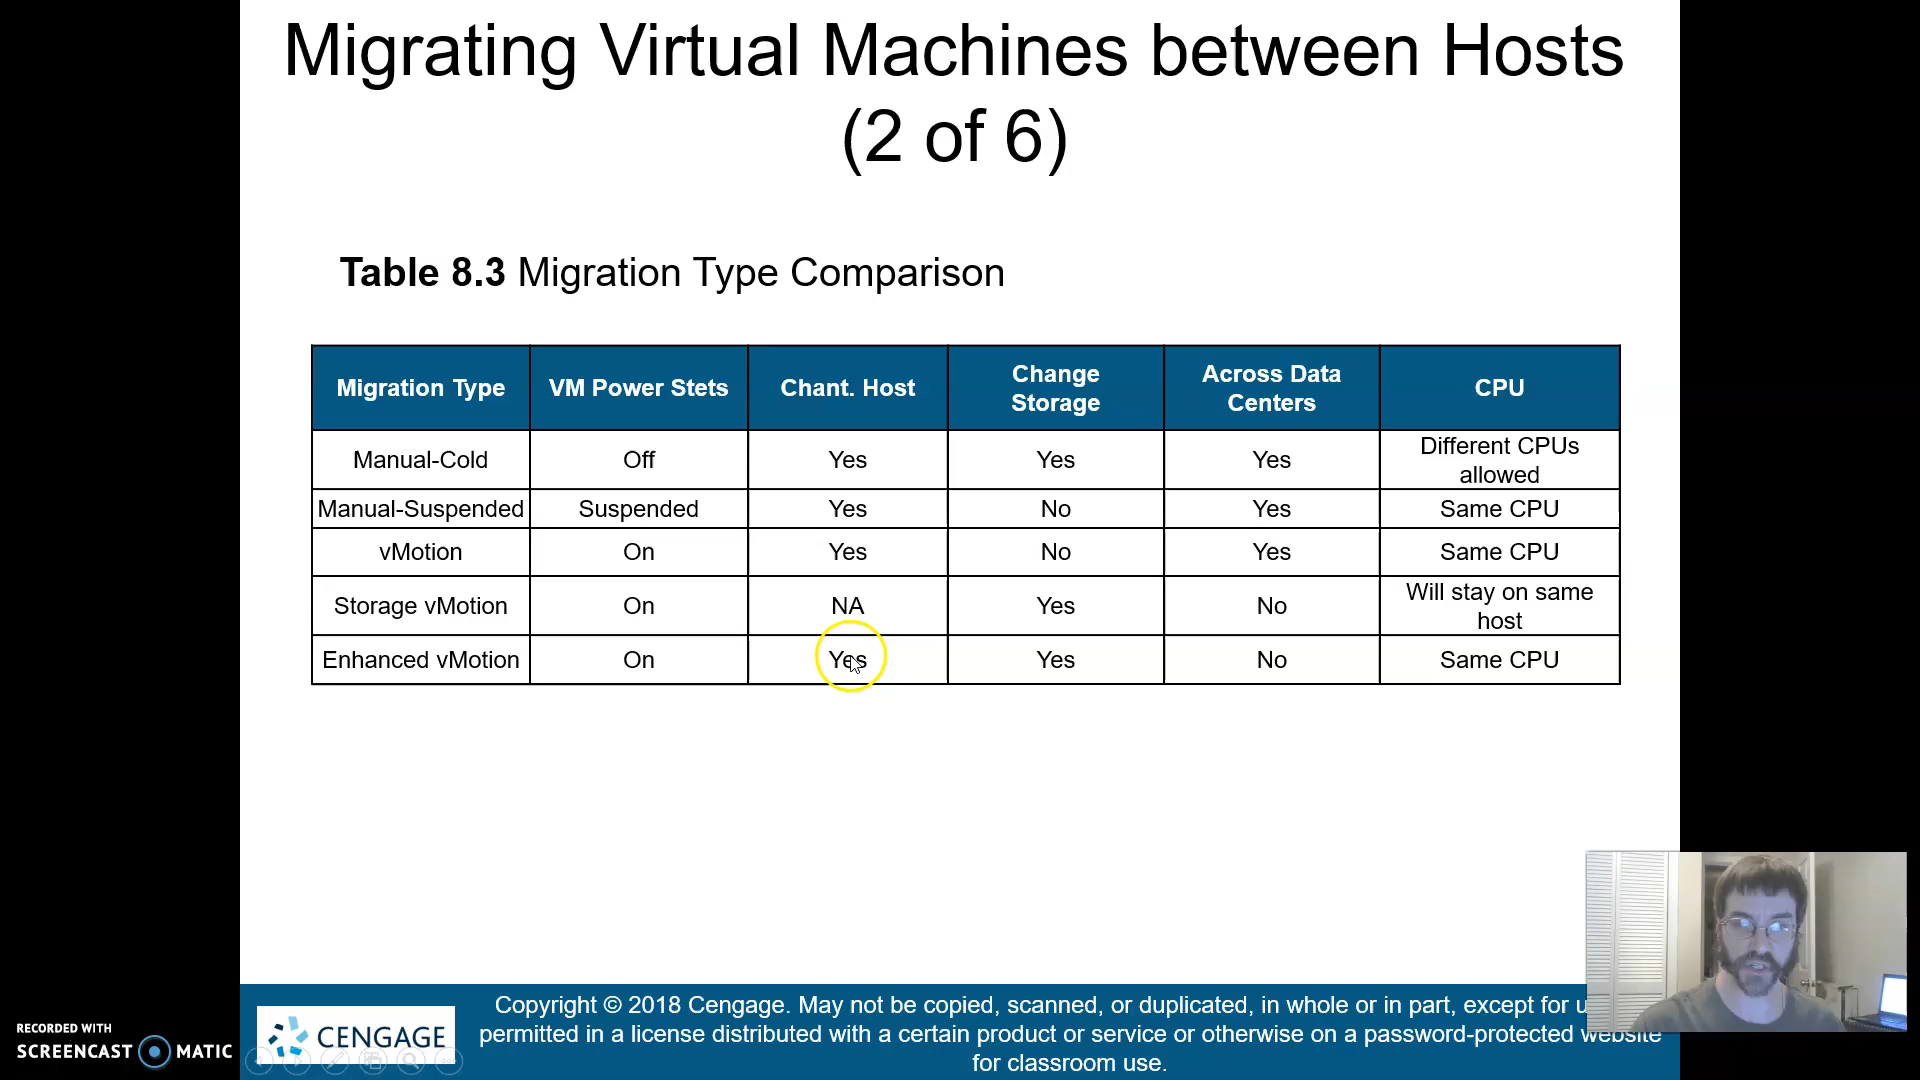 Migrating Virtual Machines between Hosts
(2 of 6)
Table 8.3 Migration Type Comparison
Migration Type VM Power Stets Chant. Host Change Storage Across Data Centers CPU
Manual-Cold Off Yes Yes Yes Different CPUs allowed
Manual-Suspended Suspended Yes No Yes Same CPU
vMotion On Yes No Yes Same CPU
Storage vMotion On NA Yes No Will stay on same host
Enhanced vMotion On Yes Yes No Same CPU
CENGAGE
Copyright © 2018 Cengage. May not be copied, scanned, or duplicated, in whole or in part, except for
permitted in a license distributed with a certain product or service or otherwise on a password-protected website
for classroom use.
RECORDED WITH
SCREENCAST MATIC